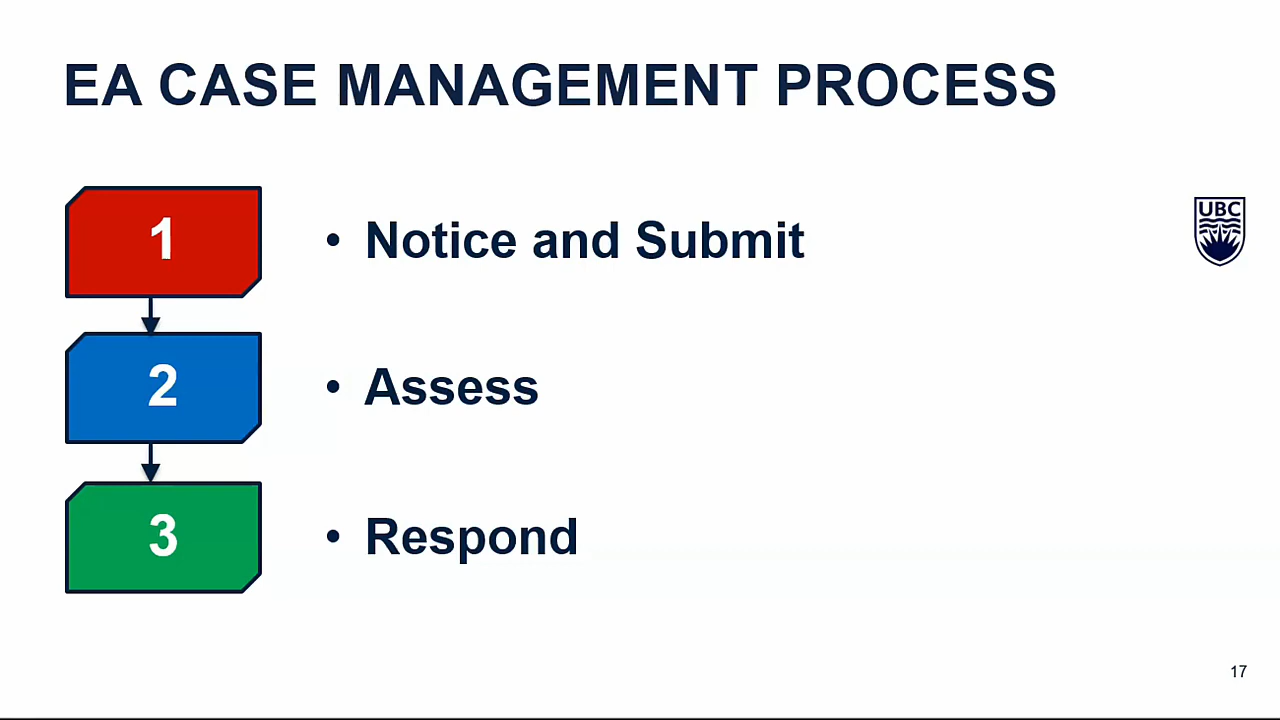 EA CASE MANAGEMENT PROCESS
1
• Notice and Submit
UBC
2
• Assess
3
• Respond
17